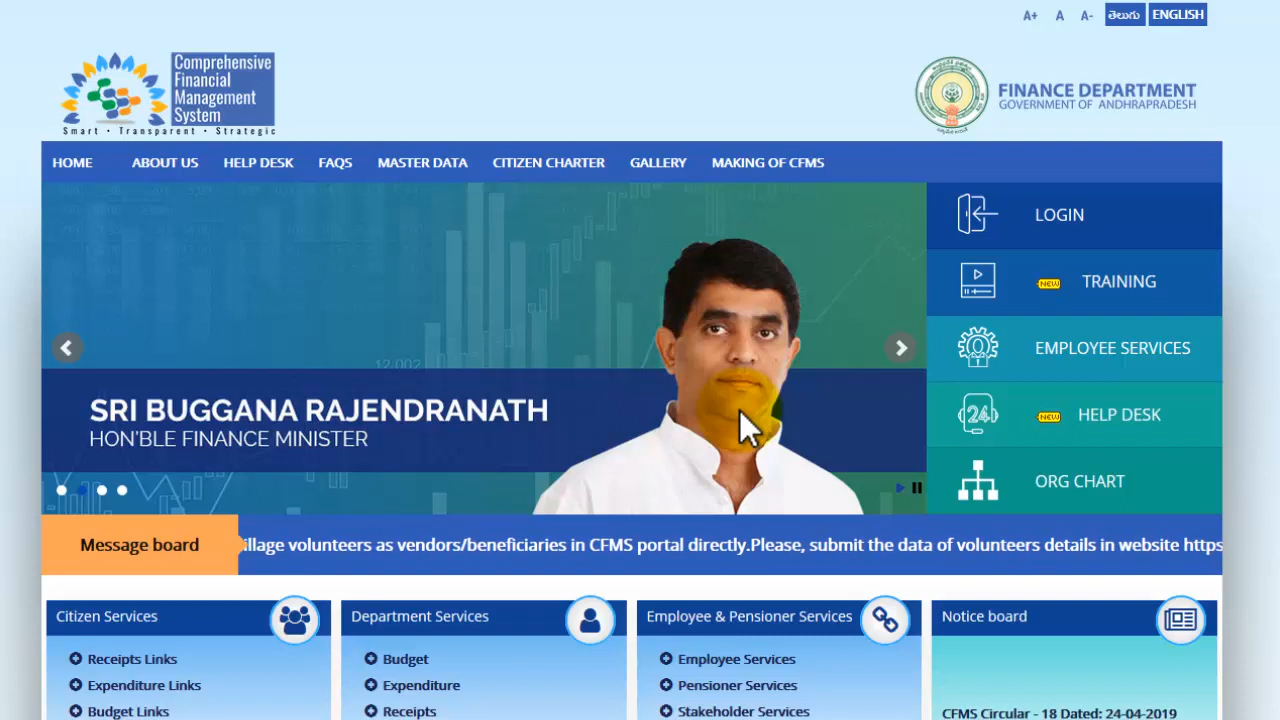 A+ A A- తెలుగు ENGLISH
Comprehensive
Financial
Management
System
Smart • Transparent • Strategic
FINANCE DEPARTMENT
GOVERNMENT OF ANDHRAPRADESH
HOME ABOUT US HELP DESK FAQS MASTER DATA CITIZEN CHARTER GALLERY MAKING OF CFMS
LOGIN
NEW TRAINING
EMPLOYEE SERVICES
24 NEW HELP DESK
ORG CHART
12,002
SRI BUGGANA RAJENDRANATH
HON'BLE FINANCE MINISTER
Message board illage volunteers as vendors/beneficiaries in CFMS portal directly.Please, submit the data of volunteers details in website https
Citizen Services
Receipts Links
Expenditure Links
Budget Links
Department Services
Budget
Expenditure
Receipts
Employee & Pensioner Services
Employee Services
Pensioner Services
Stakeholder Services
Notice board
CFMS Circular - 18 Dated: 24-04-2019